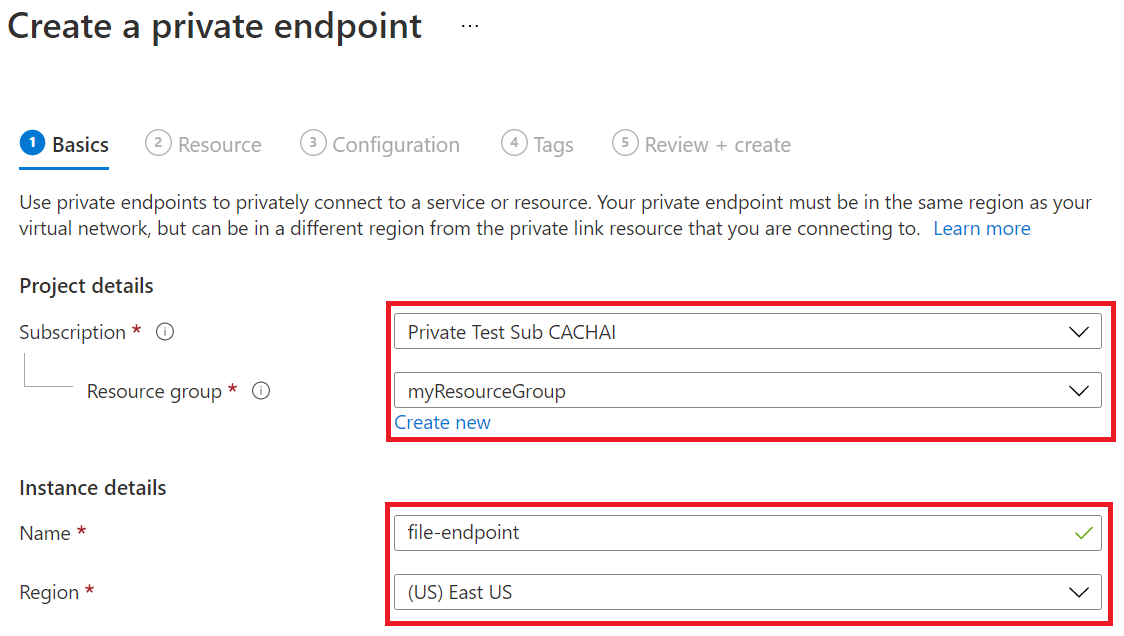 Create a private endpoint ...
1 Basics 2 Resource 3 Configuration 4 Tags 5 Review + create
Use private endpoints to privately connect to a service or resource. Your private endpoint must be in the same region as your
virtual network, but can be in a different region from the private link resource that you are connecting to. Learn more
Project details
Subscription * i Private Test Sub CACHAI
Resource group * i myResourceGroup
Create new
Instance details
Name * file-endpoint
Region * (US) East US